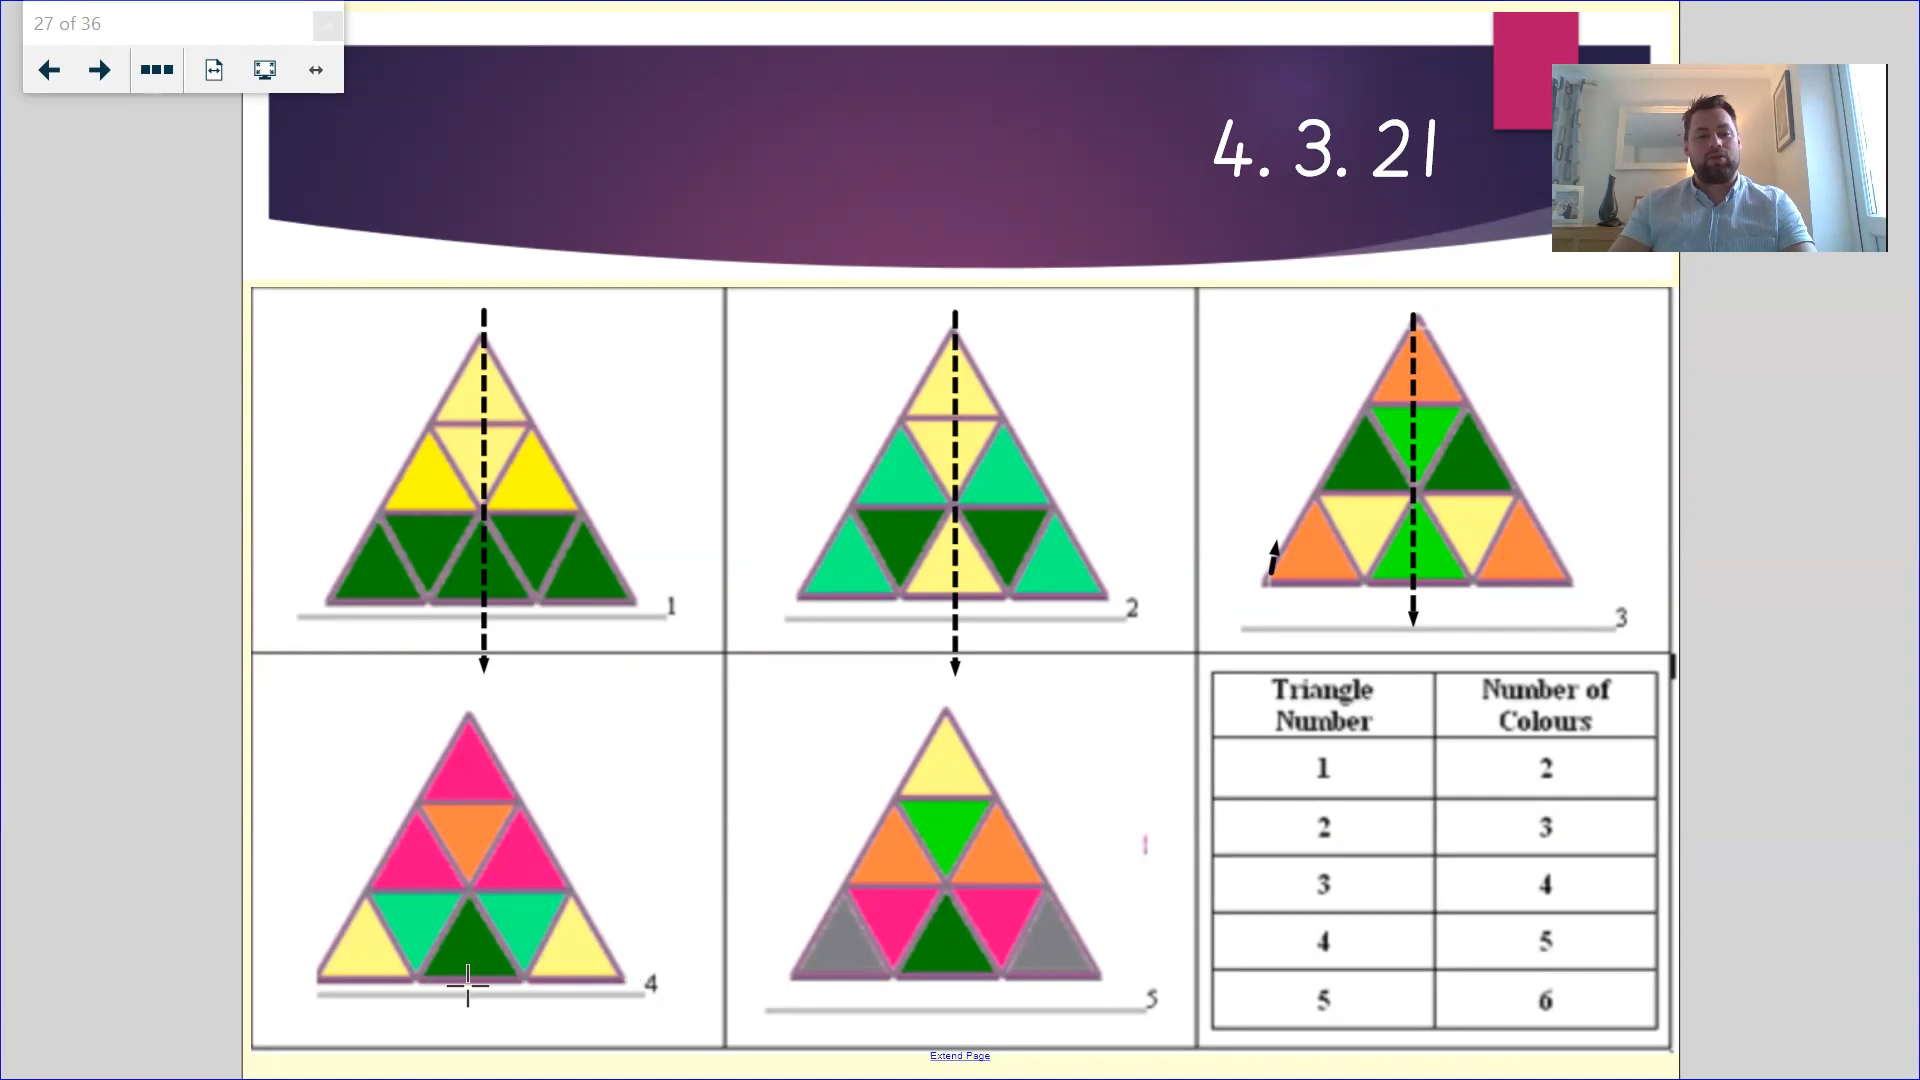 27 of 36
4. 3. 21
1
2
3
4
5
Triangle Number
Number of Colours
1 2
2 3
3 4
4 5
5 6
Extend Page